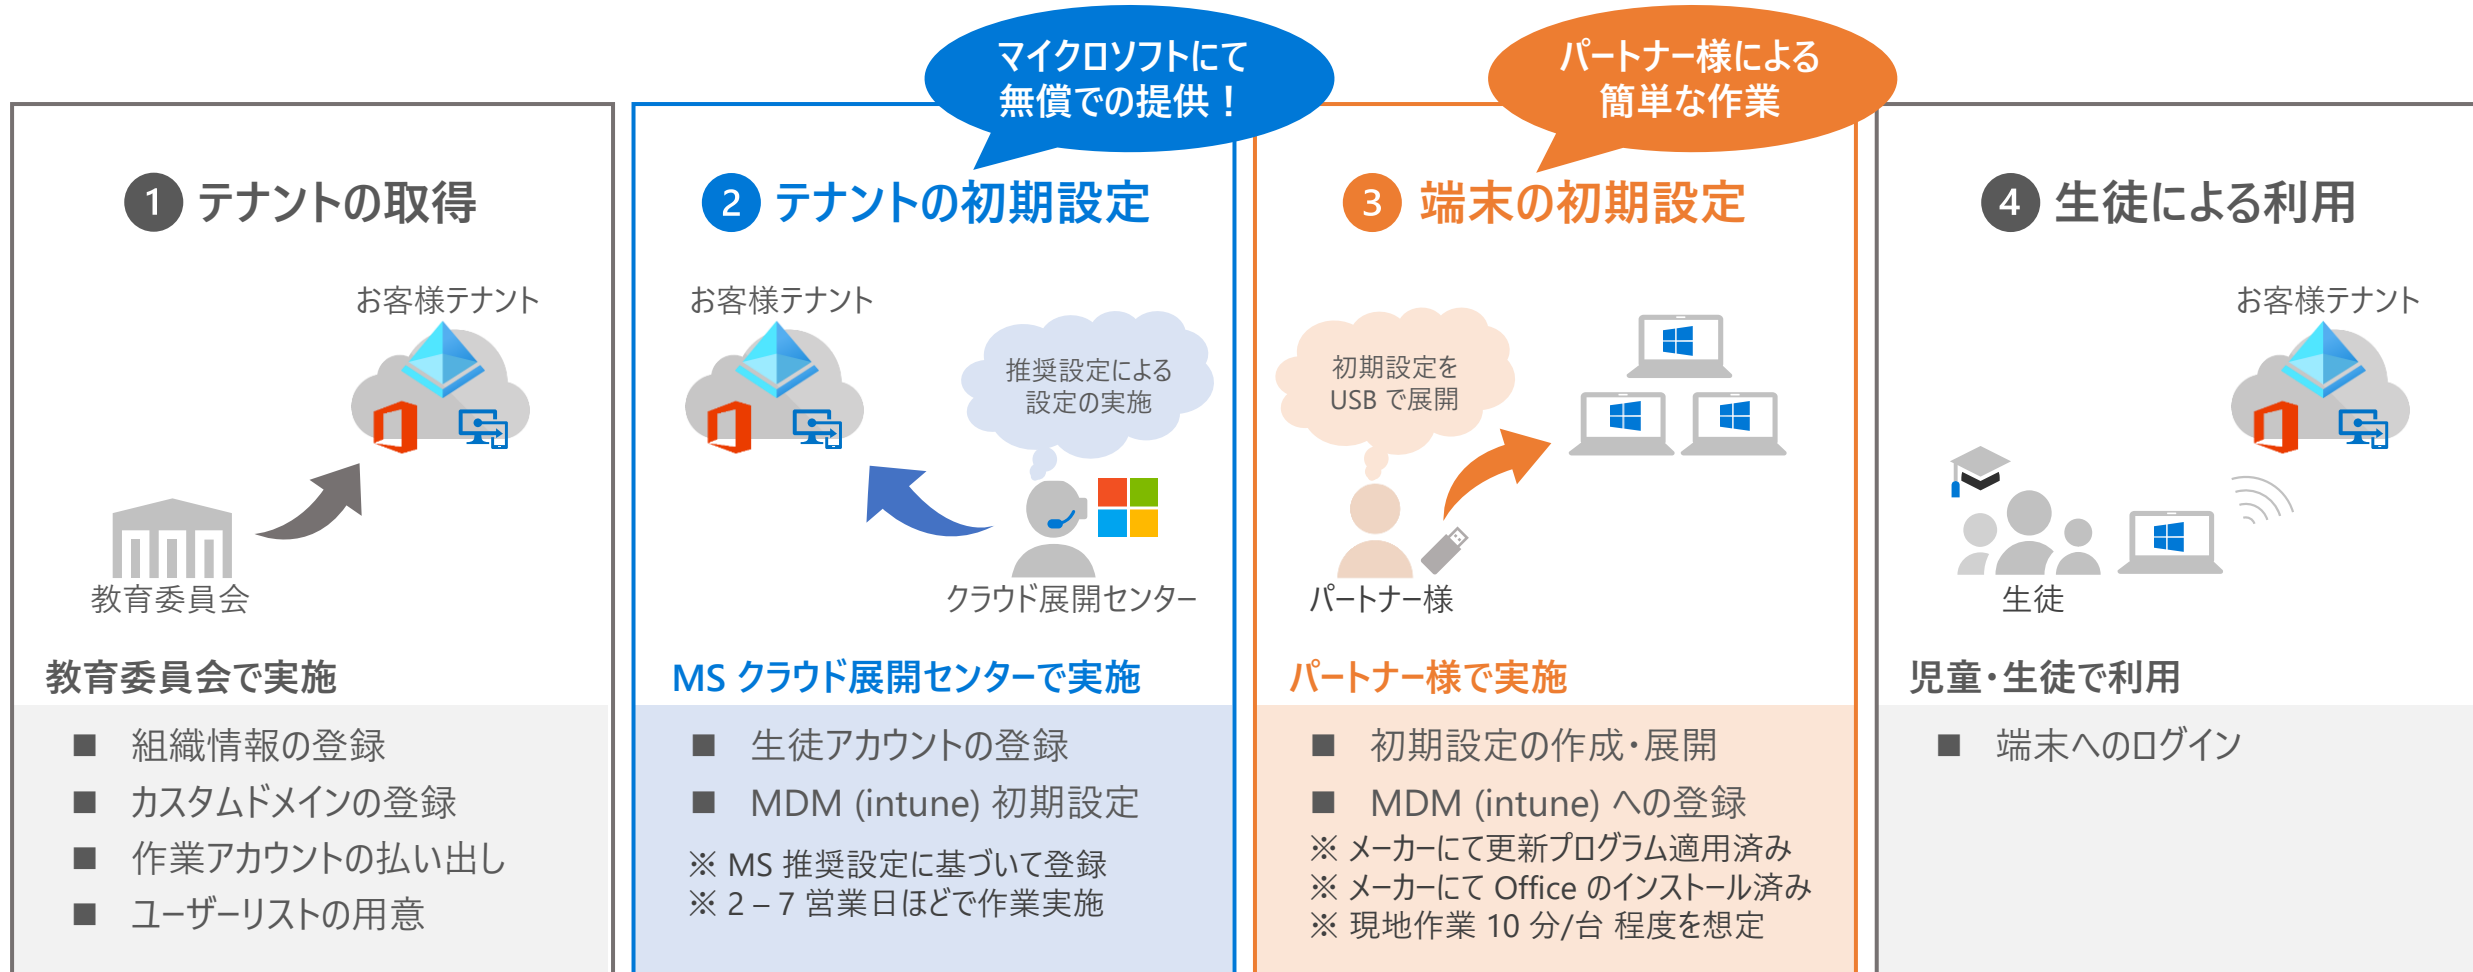 マイクロソフトにて
無償での提供！
パートナー様による
簡単な作業
1 テナントの取得
お客様テナント
教育委員会
教育委員会で実施
■ 組織情報の登録
■ カスタムドメインの登録
■ 作業アカウントの払い出し
■ ユーザーリストの用意
2 テナントの初期設定
お客様テナント
推奨設定による
設定の実施
クラウド展開センター
MS クラウド展開センターで実施
■ 生徒アカウントの登録
■ MDM (intune) 初期設定
※ MS 推奨設定に基づいて登録
※ 2 – 7 営業日ほどで作業実施
3 端末の初期設定
初期設定を
USB で展開
パートナー様
パートナー様で実施
■ 初期設定の作成・展開
■ MDM (intune) への登録
※ メーカーにて更新プログラム適用済み
※ メーカーにて Office のインストール済み
※ 現地作業 10 分/台 程度を想定
4 生徒による利用
お客様テナント
生徒
児童・生徒で利用
■ 端末へのログイン